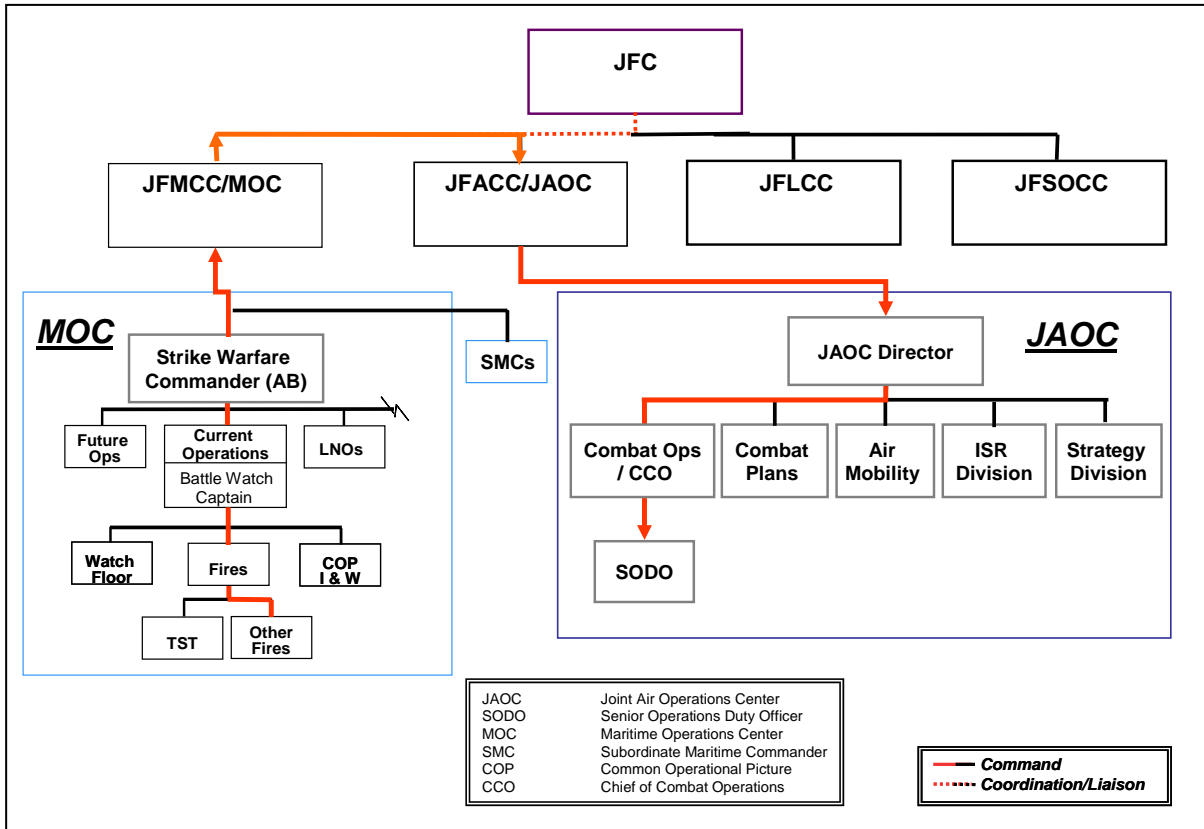 JFC
JFMCC/MOC
JFACC/JAOC
JFLCC
JFSOCC
MOC
Strike Warfare
Commander (AB)
SMCs
Future
Ops
Current
Operations
Battle Watch
Captain
LNOs
Watch
Floor
Fires
COP
I & W
TST
Other
Fires
JAOC
JAOC Director
Combat Ops
/ CCO
Combat
Plans
Air
Mobility
ISR
Division
Strategy
Division
SODO
JAOC Joint Air Operations Center
SODO Senior Operations Duty Officer
MOC Maritime Operations Center
SMC Subordinate Maritime Commander
COP Common Operational Picture
CCO Chief of Combat Operations
Command
Coordination/Liaison